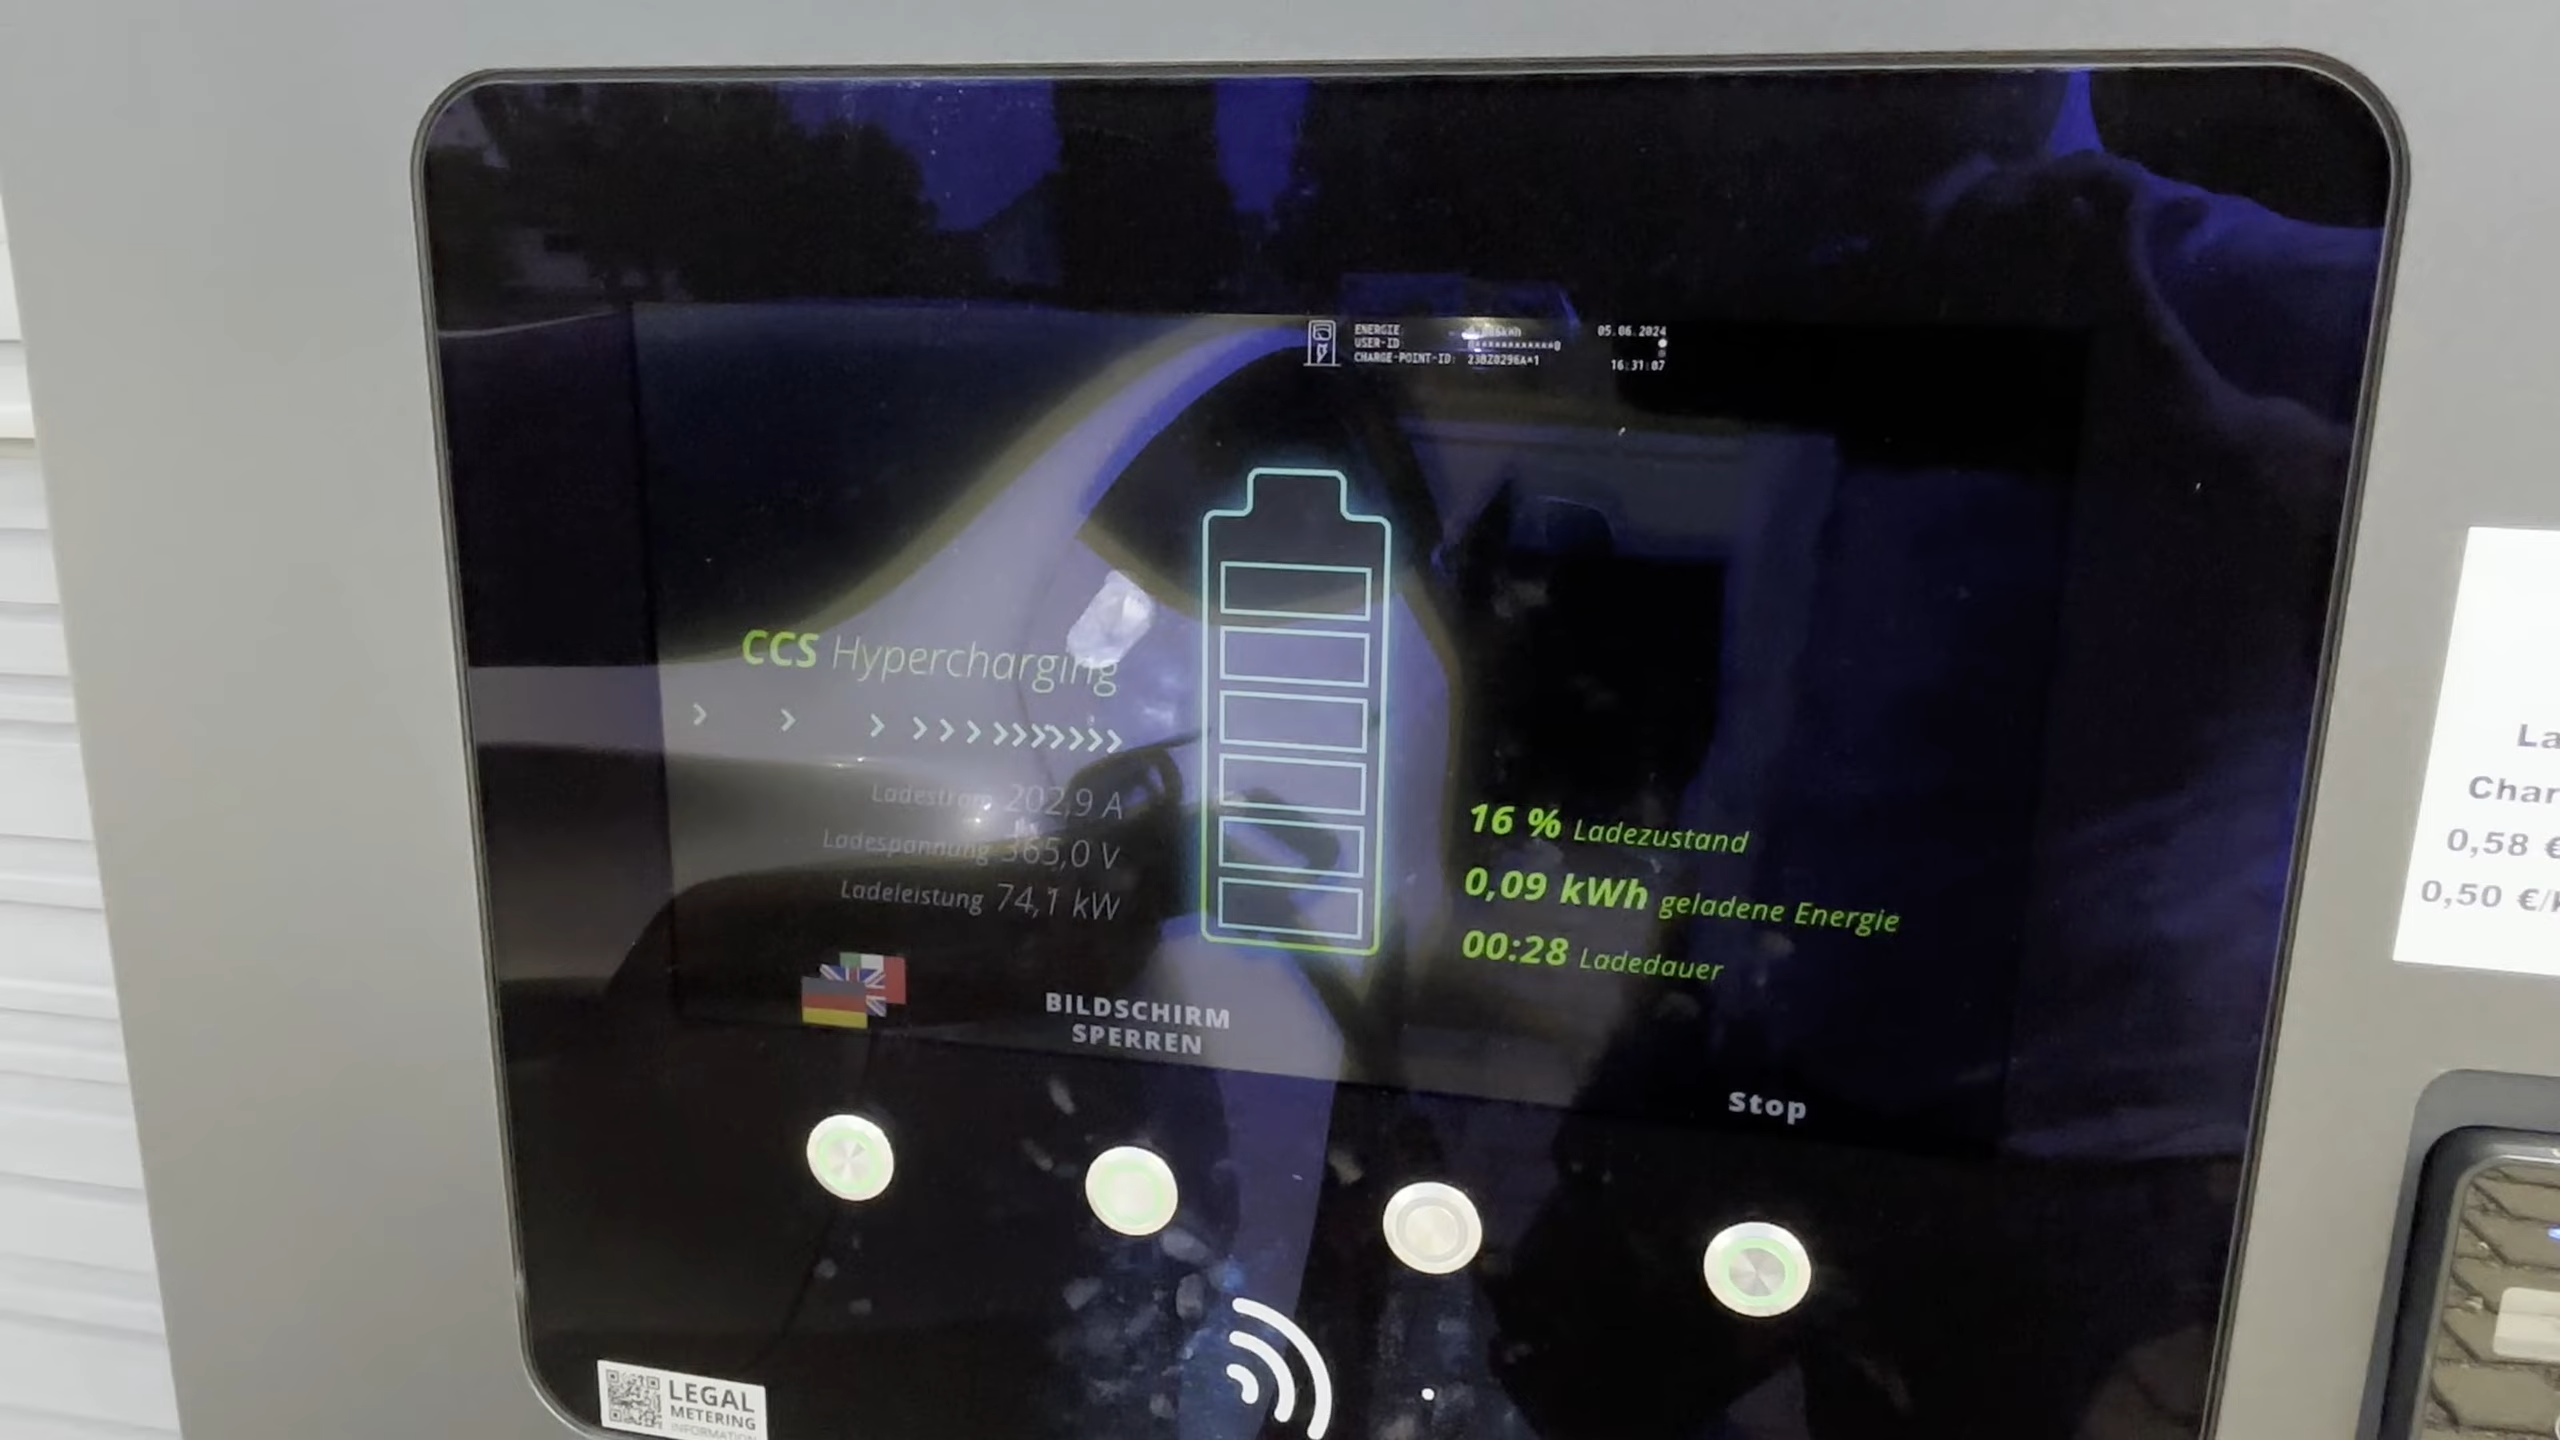 ENERGIE:
USER-ID
CHARGE-POINT-ID:
05.06.2024
16:31:07
CCS Hypercharging
Ladestrom 202,9 A
Ladespannung 365,0 V
Ladeleistung 74,1 kW
16 % Ladezustand
0,09 kWh geladene Energie
00:28 Ladedauer
BILDSCHIRM
SPERREN
Stop
LEGAL
METERING
INFORMATION
0,58 €
0,50 €/